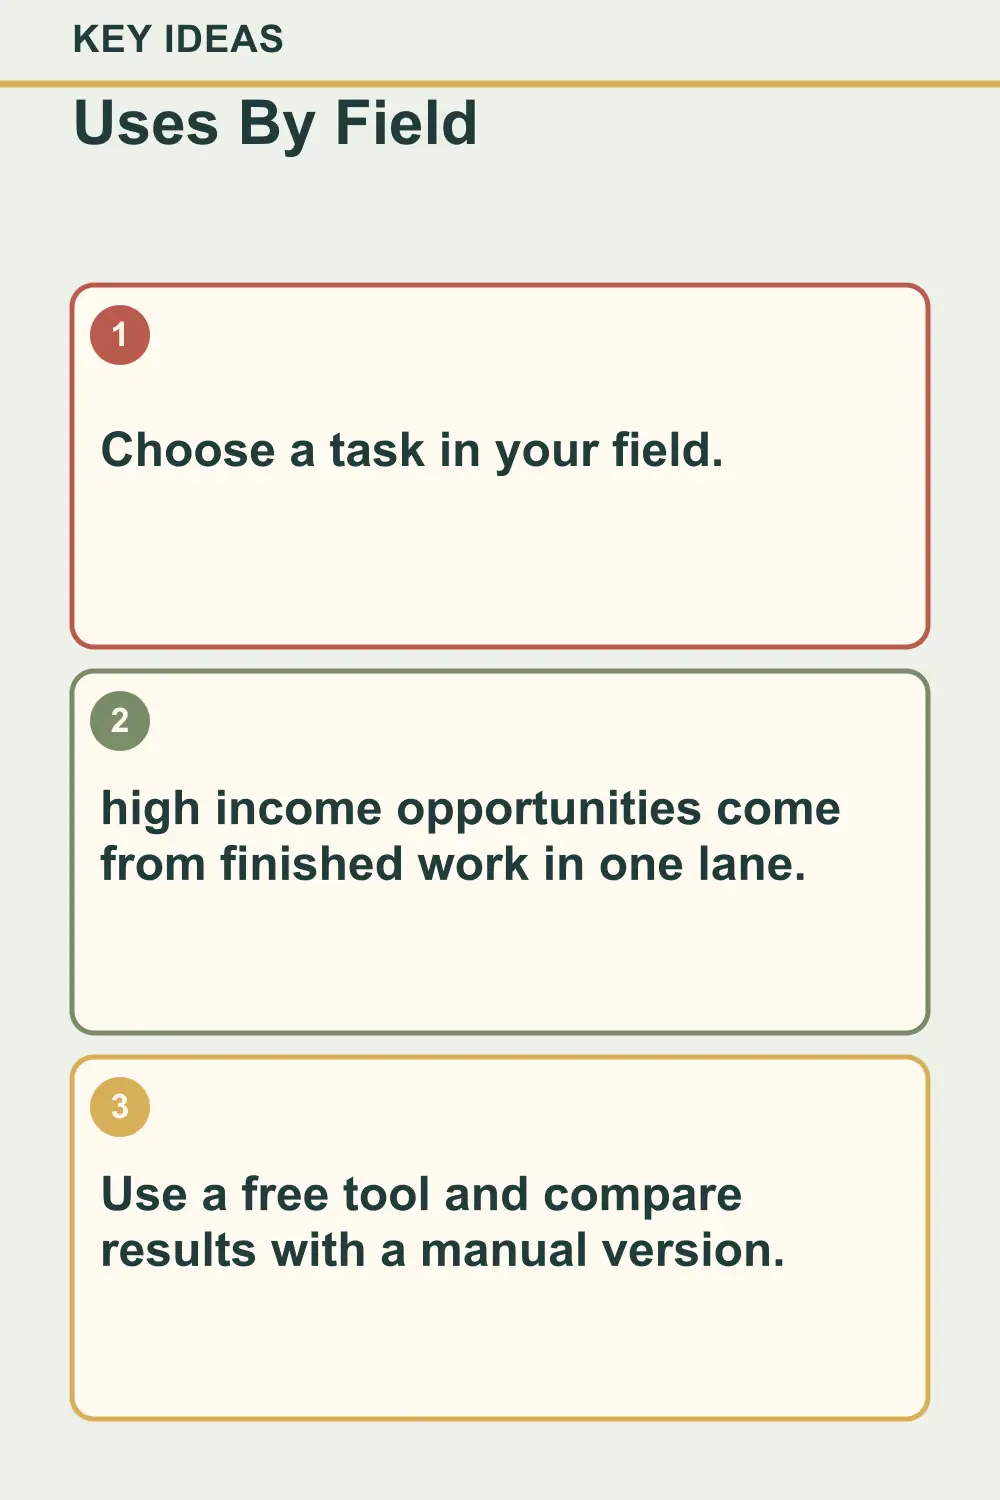 KEY IDEAS
Uses By Field
1
Choose a task in your field.
2
high income opportunities come
from finished work in one lane.
3
Use a free tool and compare
results with a manual version.